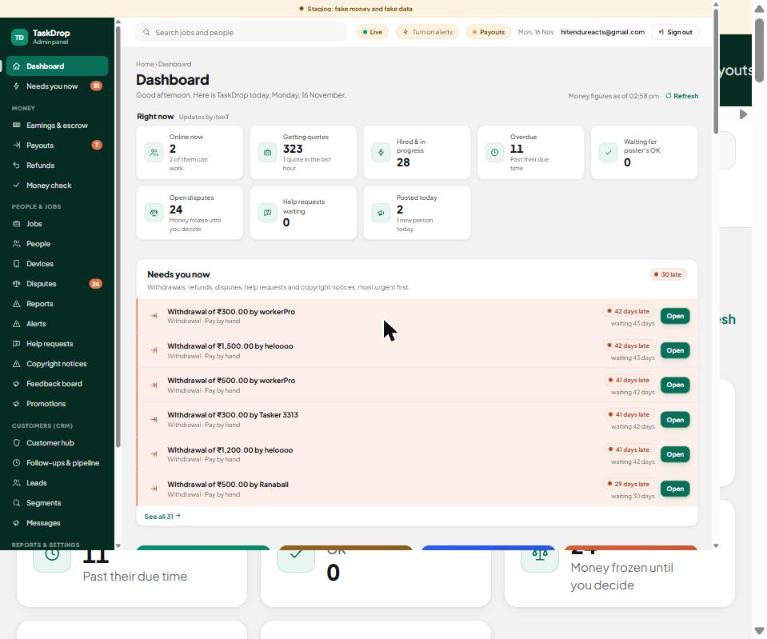 Staging: fake money and fake data
TD TaskDrop
Admin panel
Dashboard
Needs you now 31
MONEY
Earnings & escrow
Payouts 7
Refunds
Money check
PEOPLE & JOBS
Jobs
People
Devices
Disputes 24
Reports
Alerts
Help requests
Copyright notices
Feedback board
Promotions
CUSTOMERS (CRM)
Customer hub
Follow-ups & pipeline
Leads
Segments
Messages
REPORTS & SETTINGS
Search jobs and people
Live
Turn on alerts
Payouts
Mon, 16 Nov
hitendureacts@gmail.com
Sign out
Home › Dashboard
Dashboard
Good afternoon. Here is TaskDrop today, Monday, 16 November.
Money figures as of 02:58 pm · Refresh
Right now Updates by itself
Online now
2
2 of them can
work
Getting quotes
323
1 quote in the last
hour
Hired & in
progress
28
Overdue
11
Past their due
time
Waiting for
poster's OK
0
Open disputes
24
Money frozen until
you decide
Help requests
waiting
0
Posted today
2
1 new person
today
Needs you now
30 late
Withdrawals, refunds, disputes, help requests and copyright notices, most urgent first.
Withdrawal of ₹300.00 by workerPro
Withdrawal · Pay by hand
42 days late
waiting 43 days
Open
Withdrawal of ₹1,500.00 by heloooo
Withdrawal · Pay by hand
42 days late
waiting 43 days
Open
Withdrawal of ₹500.00 by workerPro
Withdrawal · Pay by hand
41 days late
waiting 42 days
Open
Withdrawal of ₹300.00 by Tasker 3313
Withdrawal · Pay by hand
41 days late
waiting 42 days
Open
Withdrawal of ₹1,200.00 by heloooo
Withdrawal · Pay by hand
41 days late
waiting 42 days
Open
Withdrawal of ₹500.00 by Ranabali
Withdrawal · Pay by hand
29 days late
waiting 30 days
Open
See all 31
youts
esh
11
Past their due time
OK
0
24
Money frozen until
you decide